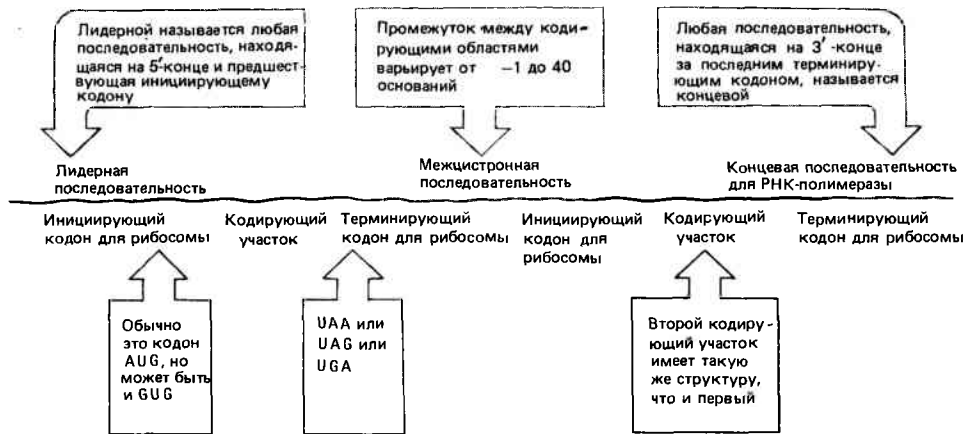 Лидерной называется любая
последовательность, находя-
щаяся на 5′-конце и предшест-
вующая инициирующему
кодону
Промежуток между коди-
рующими областями
варьирует от −1 до 40
оснований
Любая последовательность,
находящаяся на 3′-конце
за последним терминиру-
ющим кодоном, называется
концевой
Лидерная
последовательность
Межцистронная
последовательность
Концевая последовательность
для РНК-полимеразы
Инициирующий
кодон для рибосомы
Кодирующий
участок
Терминирующий
кодон для рибосомы
Инициирующий
кодон для
рибосомы
Кодирующий
участок
Терминирующий
кодон для рибосомы
Обычно
это кодон
AUG, но
может быть
и GUG
UAA или
UAG или
UGA
Второй кодиру-
ющий участок
имеет такую
же структуру,
что и первый